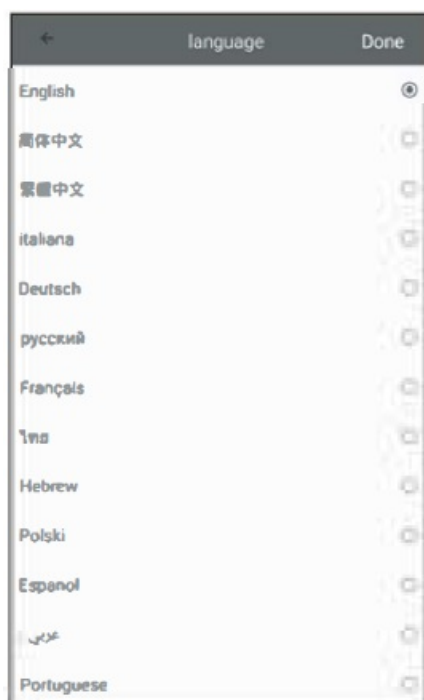 language Done
English
简体中文
繁體中文
italiana
Deutsch
русский
Français
ไทย
Hebrew
Polski
Espanol
عربي
Portuguese